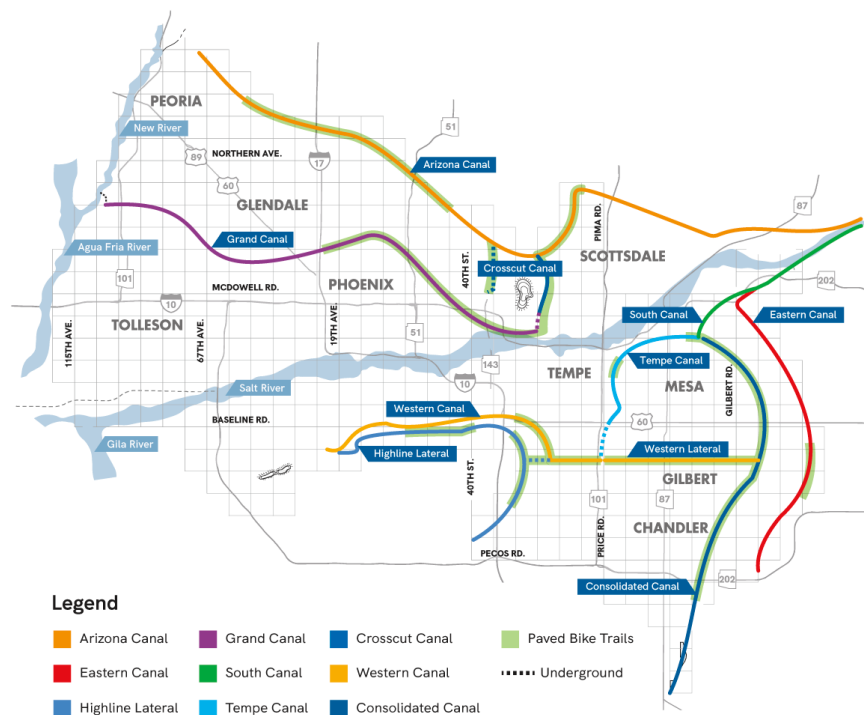 51
87
PEORIA
New River
NORTHERN AVE.
89
17
Arizona Canal
60
GLENDALE
PIMA RD.
Grand Canal
Agua Fria River
40TH ST.
SCOTTSDALE
Crosscut Canal
101
MCDOWELL RD.
PHOENIX
202
10
TOLLESON
South Canal
Eastern Canal
115TH AVE.
67TH AVE.
19TH AVE.
51
143
Tempe Canal
TEMPE
10
MESA
GILBERT RD.
Salt River
Western Canal
BASELINE RD.
60
Gila River
Highline Lateral
Western Lateral
40TH ST.
GILBERT
101
87
PRICE RD.
CHANDLER
PECOS RD.
202
Consolidated Canal
Legend
Arizona Canal
Grand Canal
Crosscut Canal
Paved Bike Trails
Eastern Canal
South Canal
Western Canal
Underground
Highline Lateral
Tempe Canal
Consolidated Canal